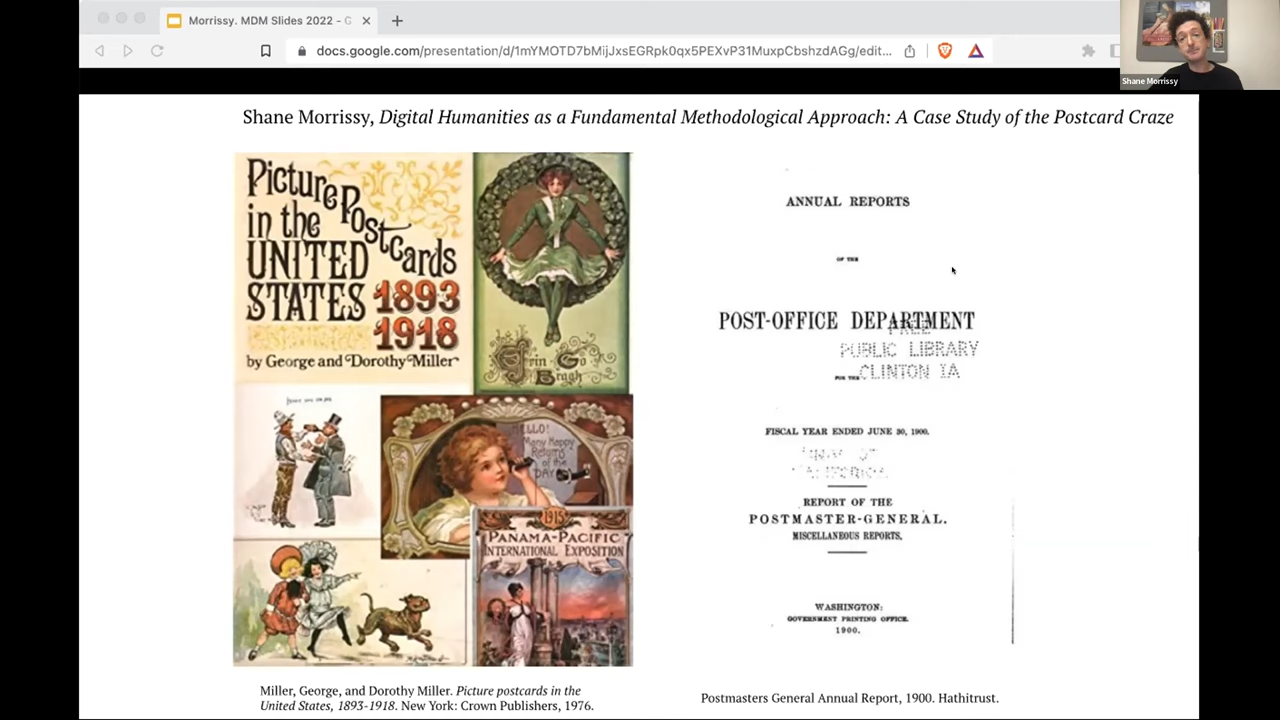 Morrissy. MDM Slides 2022 - G
docs.google.com/presentation/d/1mYMOTD7bMijJxsEGRpk0qx5PEXvP31MuxpCbshzdAGg/edit...
Shane Morrissy
Shane Morrissy, Digital Humanities as a Fundamental Methodological Approach: A Case Study of the Postcard Craze
Picture
Postcards
in the
UNITED
STATES
1893
1918
by George and Dorothy Miller
Erin Go
Bragh
HELLO!
Many Happy
Returns
of the
DAY
1915
PANAMA-PACIFIC
INTERNATIONAL EXPOSITION
ANNUAL REPORTS
OF THE
POST-OFFICE DEPARTMENT
FREE
PUBLIC LIBRARY
CLINTON IA
FOR THE
FISCAL YEAR ENDED JUNE 30, 1900.
REPORT OF THE
POSTMASTER-GENERAL.
MISCELLANEOUS REPORTS.
WASHINGTON:
GOVERNMENT PRINTING OFFICE.
1900.
Miller, George, and Dorothy Miller. Picture postcards in the
United States, 1893-1918. New York: Crown Publishers, 1976.
Postmasters General Annual Report, 1900. Hathitrust.